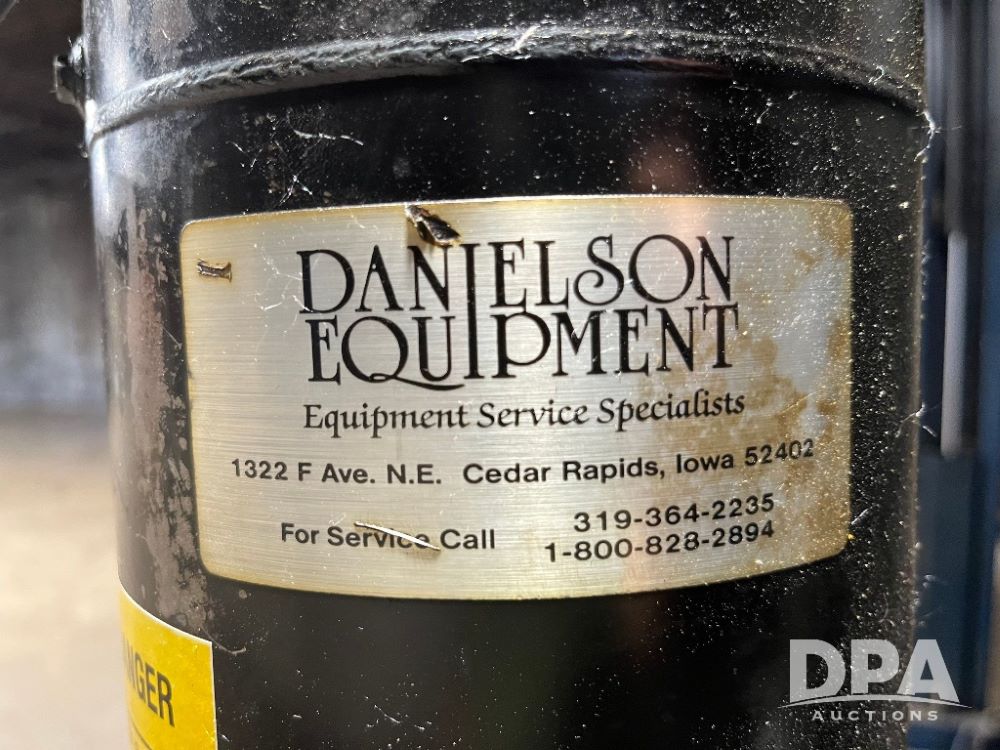 DANIELSON
EQUIPMENT
Equipment Service Specialists
1322 F Ave. N.E. Cedar Rapids, Iowa 52402
For Service Call
319-364-2235
1-800-828-2894
NGER
DPA
AUCTIONS